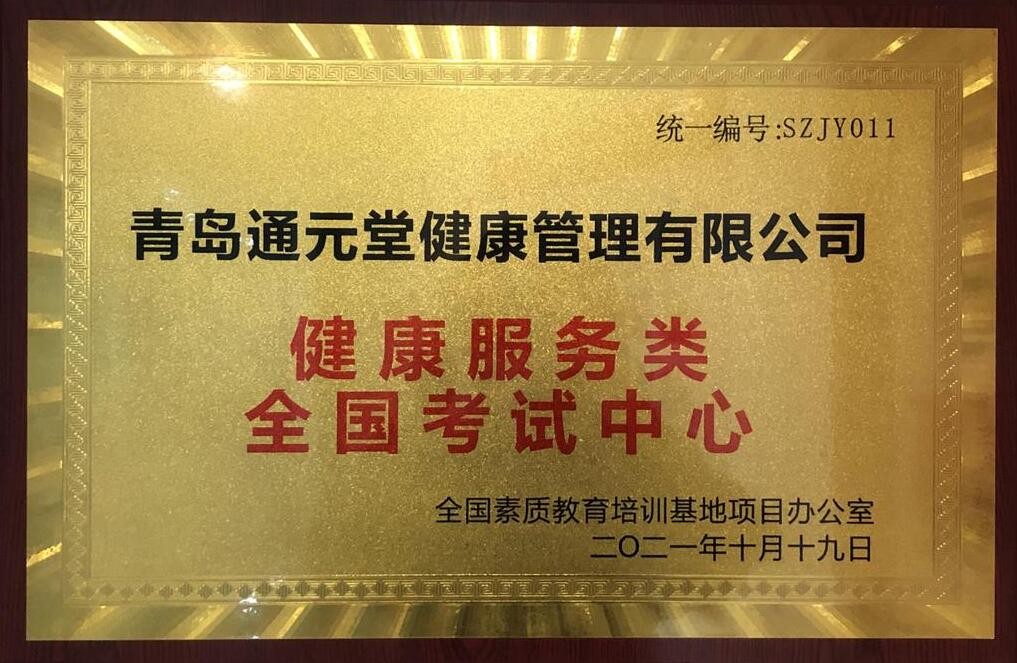 统一编号:SZJY011
青岛通元堂健康管理有限公司
健康服务类
全国考试中心
全国素质教育培训基地项目办公室
二〇二一年十月十九日